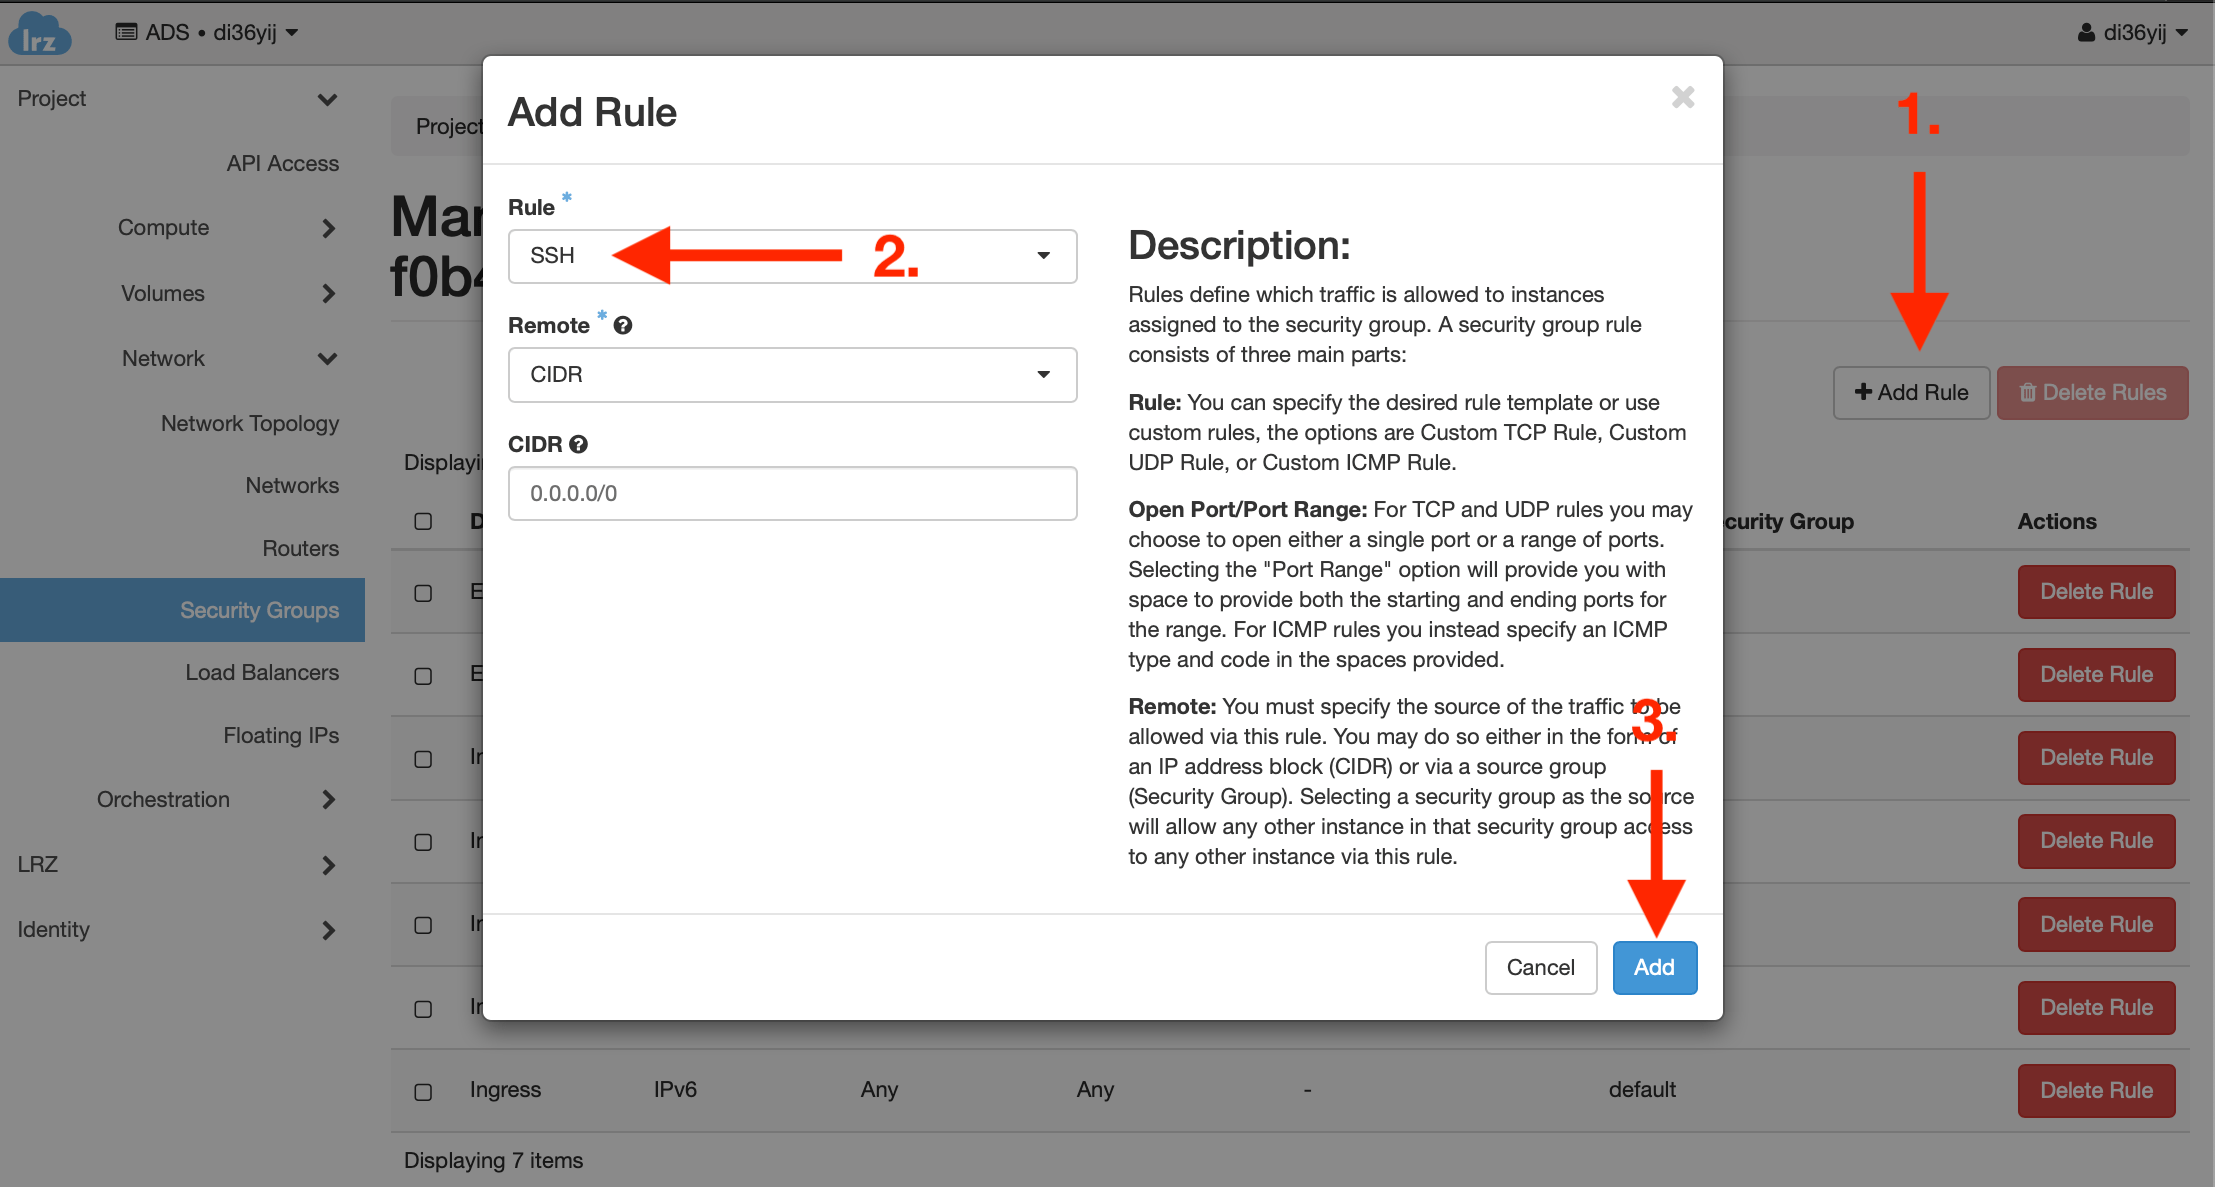 lrz
ADS • di36yij
di36yij
Project
API Access
Compute
Volumes
Network
Network Topology
Networks
Routers
Security Groups
Load Balancers
Floating IPs
Orchestration
LRZ
Identity
Project
1.
Add Rule
Delete Rules
Actions
Delete Rule
Delete Rule
Delete Rule
Delete Rule
Delete Rule
Delete Rule
Ingress IPv6 Any Any - default Delete Rule
Displaying 7 items
Add Rule
×
Rule *
SSH
2.
Remote *
CIDR
CIDR
0.0.0.0/0
Description:
Rules define which traffic is allowed to instances
assigned to the security group. A security group rule
consists of three main parts:
Rule: You can specify the desired rule template or use
custom rules, the options are Custom TCP Rule, Custom
UDP Rule, or Custom ICMP Rule.
Open Port/Port Range: For TCP and UDP rules you may
choose to open either a single port or a range of ports.
Selecting the "Port Range" option will provide you with
space to provide both the starting and ending ports for
the range. For ICMP rules you instead specify an ICMP
type and code in the spaces provided.
Remote: You must specify the source of the traffic to be
allowed via this rule. You may do so either in the form of
an IP address block (CIDR) or via a source group
(Security Group). Selecting a security group as the source
will allow any other instance in that security group access
to any other instance via this rule.
3.
Cancel
Add